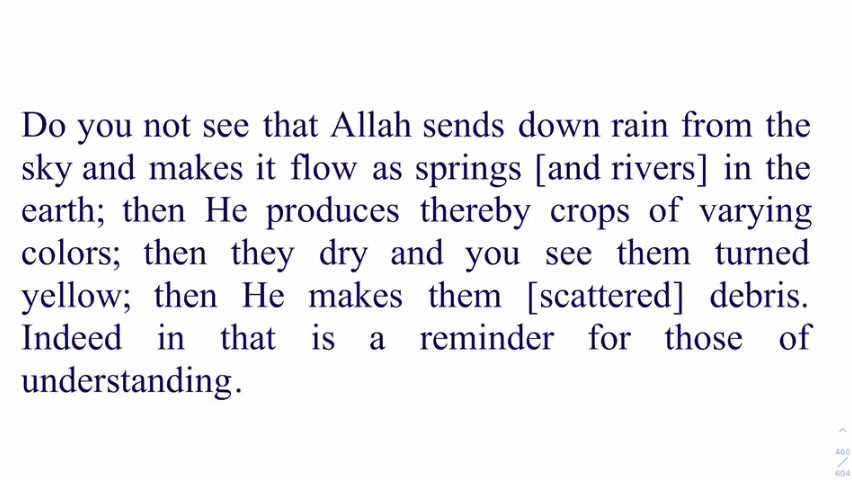 Do you not see that Allah sends down rain from the
sky and makes it flow as springs [and rivers] in the
earth; then He produces thereby crops of varying
colors; then they dry and you see them turned
yellow; then He makes them [scattered] debris.
Indeed in that is a reminder for those of
understanding.
460
604